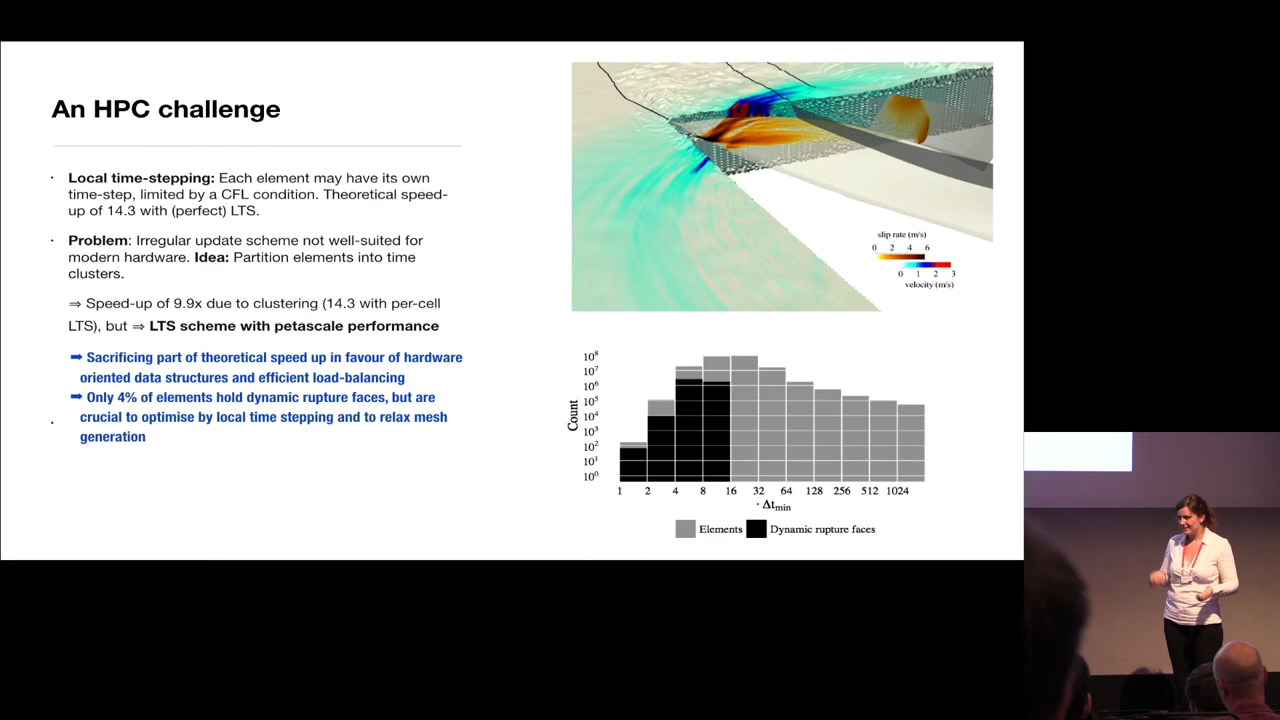 An HPC challenge
· Local time-stepping: Each element may have its own
time-step, limited by a CFL condition. Theoretical speed-
up of 14.3 with (perfect) LTS.
· Problem: Irregular update scheme not well-suited for
modern hardware. Idea: Partition elements into time
clusters.
⇒ Speed-up of 9.9x due to clustering (14.3 with per-cell
LTS), but ⇒ LTS scheme with petascale performance
➡ Sacrificing part of theoretical speed up in favour of hardware
oriented data structures and efficient load-balancing
➡ Only 4% of elements hold dynamic rupture faces, but are
crucial to optimise by local time stepping and to relax mesh
generation
slip rate (m/s)
0 2 4 6
0 1 2 3
velocity (m/s)
Count
10⁸
10⁷
10⁶
10⁵
10⁴
10³
10²
10¹
10⁰
1 2 4 8 16 32 64 128 256 512 1024
· Δtmin
Elements Dynamic rupture faces